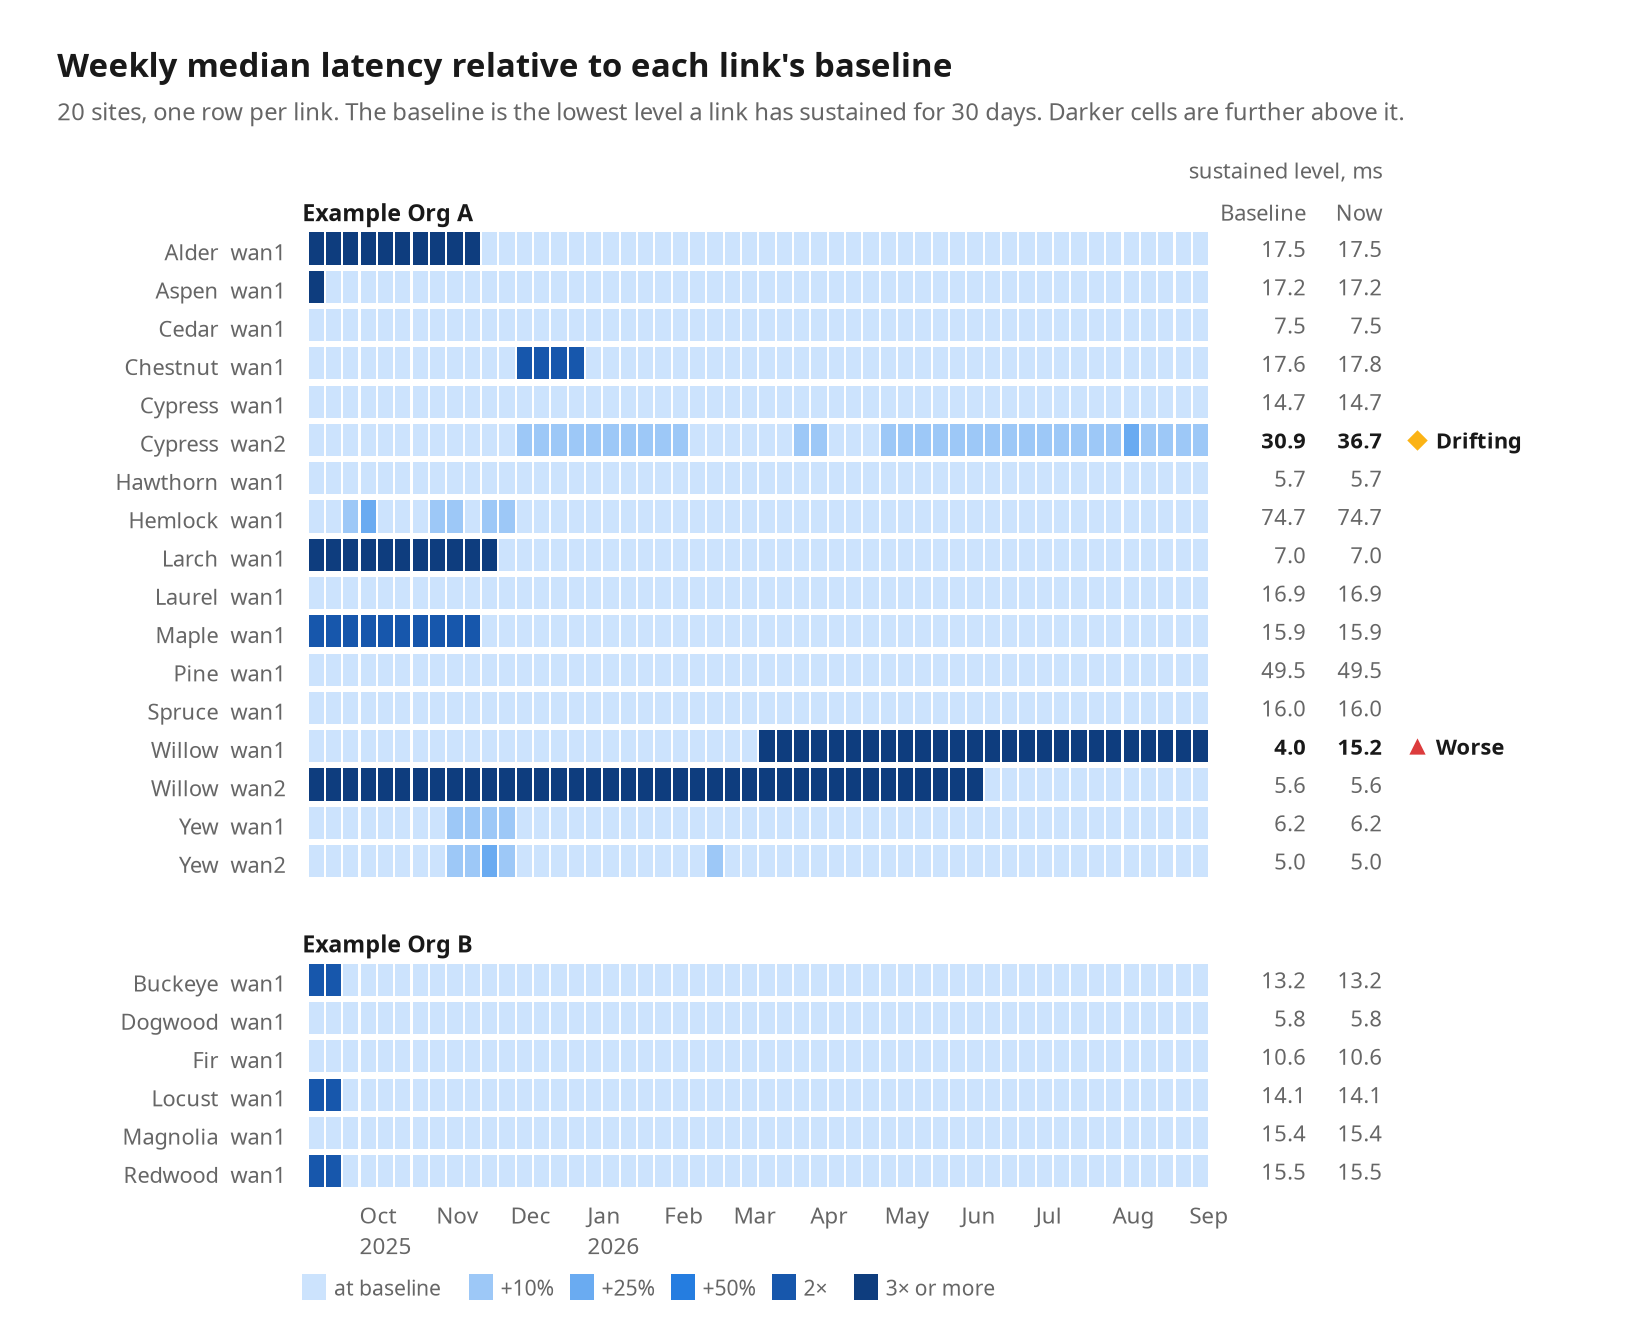 Weekly median latency relative to each link's baseline
20 sites, one row per link. The baseline is the lowest level a link has sustained for 30 days. Darker cells are further above it.
sustained level, ms
Example Org A Baseline Now
Alder wan1 17.5 17.5
Aspen wan1 17.2 17.2
Cedar wan1 7.5 7.5
Chestnut wan1 17.6 17.8
Cypress wan1 14.7 14.7
Cypress wan2 30.9 36.7 Drifting
Hawthorn wan1 5.7 5.7
Hemlock wan1 74.7 74.7
Larch wan1 7.0 7.0
Laurel wan1 16.9 16.9
Maple wan1 15.9 15.9
Pine wan1 49.5 49.5
Spruce wan1 16.0 16.0
Willow wan1 4.0 15.2 Worse
Willow wan2 5.6 5.6
Yew wan1 6.2 6.2
Yew wan2 5.0 5.0
Example Org B
Buckeye wan1 13.2 13.2
Dogwood wan1 5.8 5.8
Fir wan1 10.6 10.6
Locust wan1 14.1 14.1
Magnolia wan1 15.4 15.4
Redwood wan1 15.5 15.5
Oct Nov Dec Jan Feb Mar Apr May Jun Jul Aug Sep
2025 2026
at baseline +10% +25% +50% 2× 3× or more